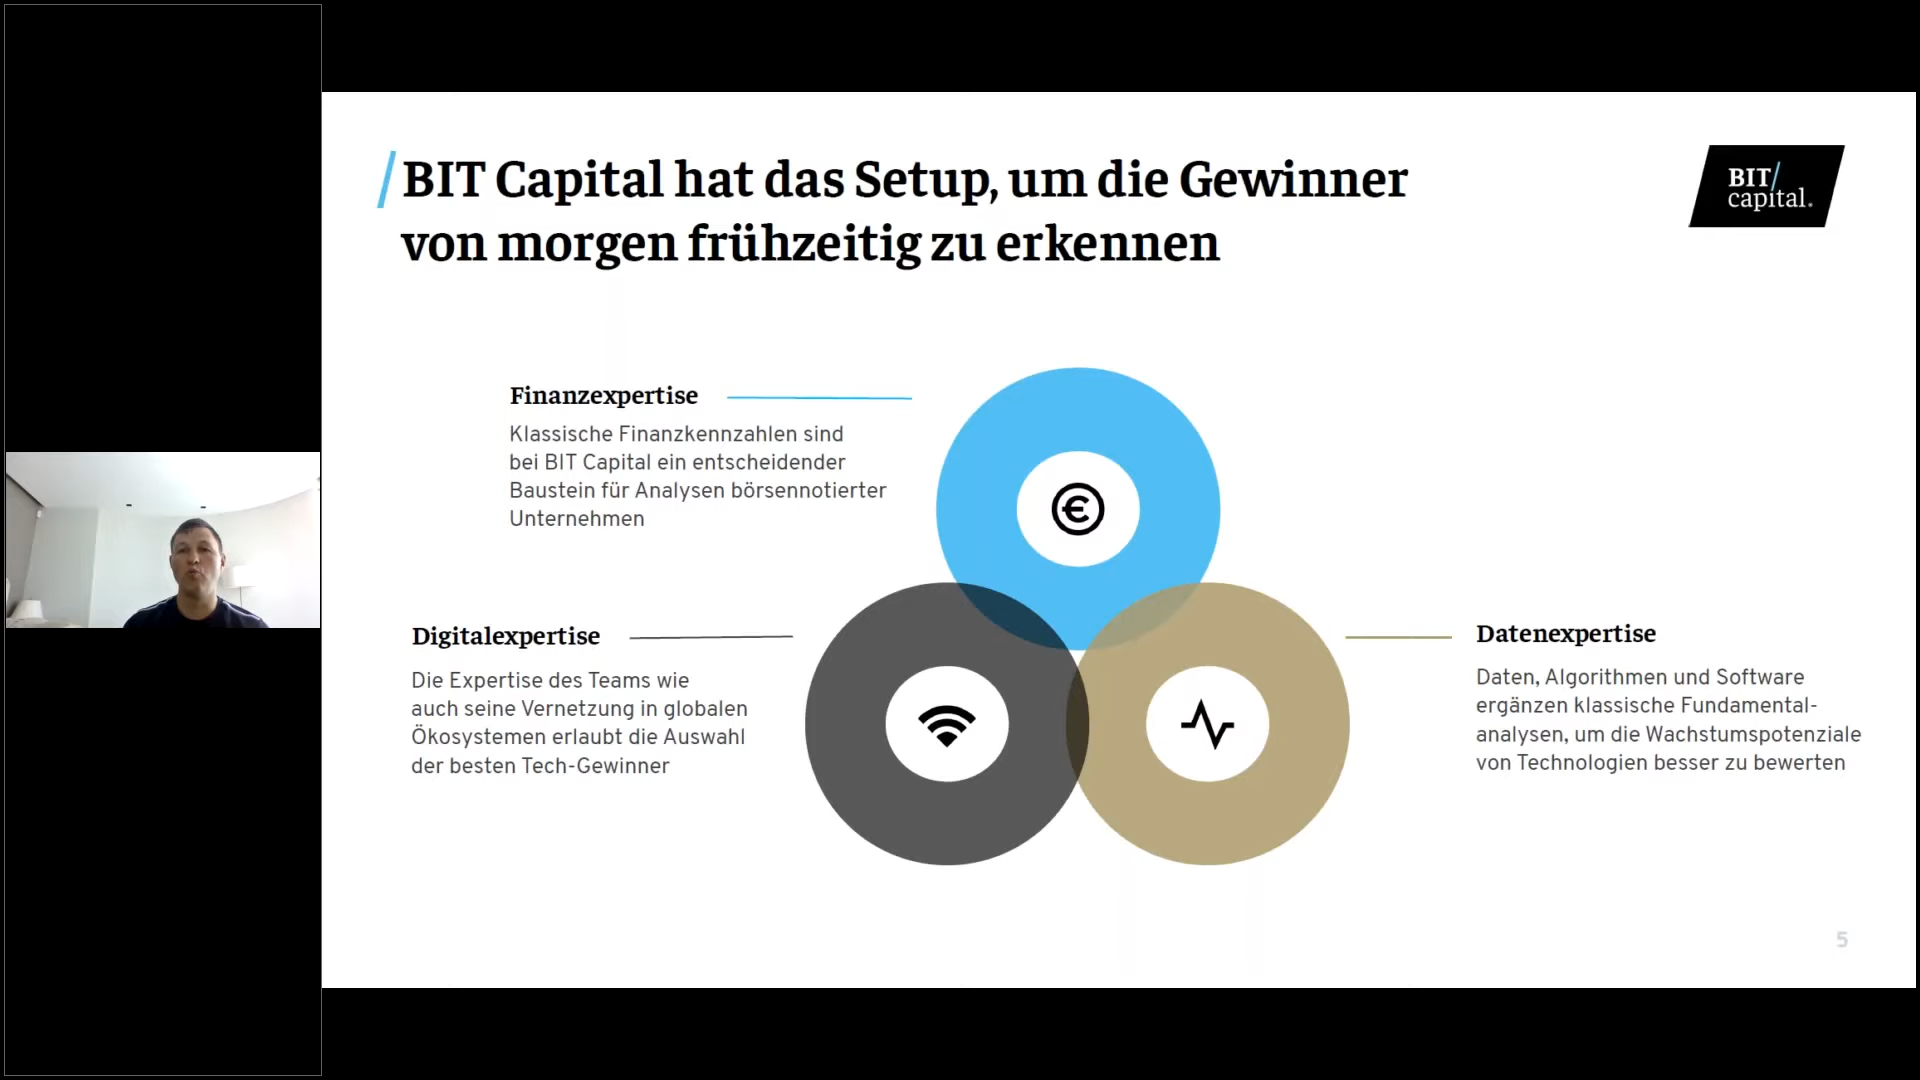 BIT Capital hat das Setup, um die Gewinner
von morgen frühzeitig zu erkennen
BIT/
capital.
Finanzexpertise
Klassische Finanzkennzahlen sind
bei BIT Capital ein entscheidender
Baustein für Analysen börsennotierter
Unternehmen
Digitalexpertise
Die Expertise des Teams wie
auch seine Vernetzung in globalen
Ökosystemen erlaubt die Auswahl
der besten Tech-Gewinner
Datenexpertise
Daten, Algorithmen und Software
ergänzen klassische Fundamental-
analysen, um die Wachstumspotenziale
von Technologien besser zu bewerten
5